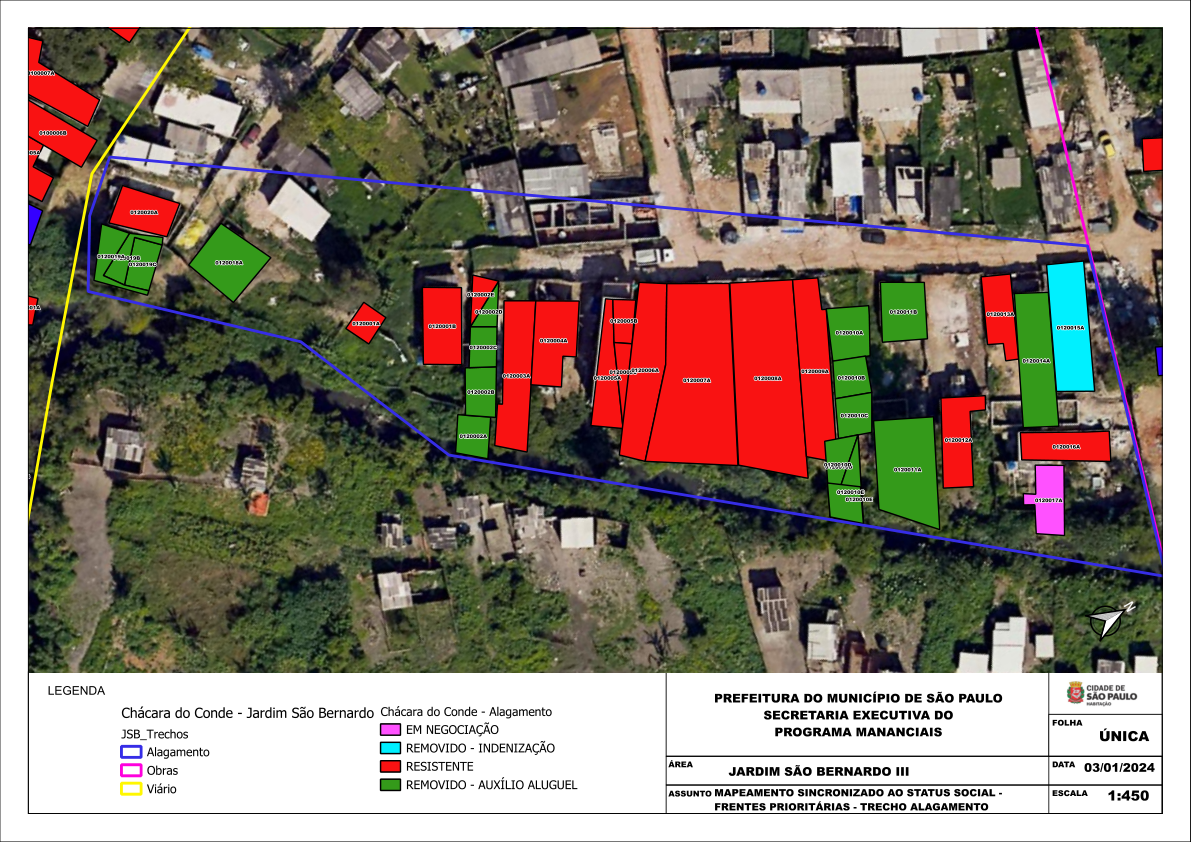 0100007A
0100006B
05A
01A
0120020A
0120019A
019B
0120019C
0120018A
0120001A
0120001B
0120002E
0120002D
0120002C
0120002B
0120002A
0120003A
0120004A
0120005B
0120005A
0120006A
0120007A
0120008A
0120009A
0120010A
0120010B
0120010C
0120010D
0120010E
0120011B
0120011A
0120012A
0120013A
0120014A
0120015A
0120016A
0120017A
N
LEGENDA
Chácara do Conde - Jardim São Bernardo
JSB_Trechos
Alagamento
Obras
Viário
Chácara do Conde - Alagamento
EM NEGOCIAÇÃO
REMOVIDO - INDENIZAÇÃO
RESISTENTE
REMOVIDO - AUXÍLIO ALUGUEL
PREFEITURA DO MUNICÍPIO DE SÃO PAULO
SECRETARIA EXECUTIVA DO
PROGRAMA MANANCIAIS
ÁREA
JARDIM SÃO BERNARDO III
ASSUNTO MAPEAMENTO SINCRONIZADO AO STATUS SOCIAL -
FRENTES PRIORITÁRIAS - TRECHO ALAGAMENTO
CIDADE DE
SÃO PAULO
HABITAÇÃO
FOLHA
ÚNICA
DATA 03/01/2024
ESCALA 1:450